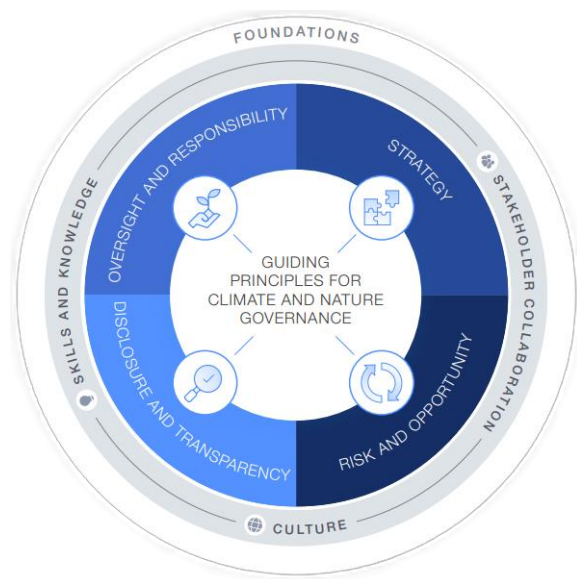 FOUNDATIONS
OVERSIGHT AND RESPONSIBILITY
STRATEGY
SKILLS AND KNOWLEDGE
STAKEHOLDER COLLABORATION
GUIDING
PRINCIPLES FOR
CLIMATE AND NATURE
GOVERNANCE
DISCLOSURE AND TRANSPARENCY
RISK AND OPPORTUNITY
CULTURE